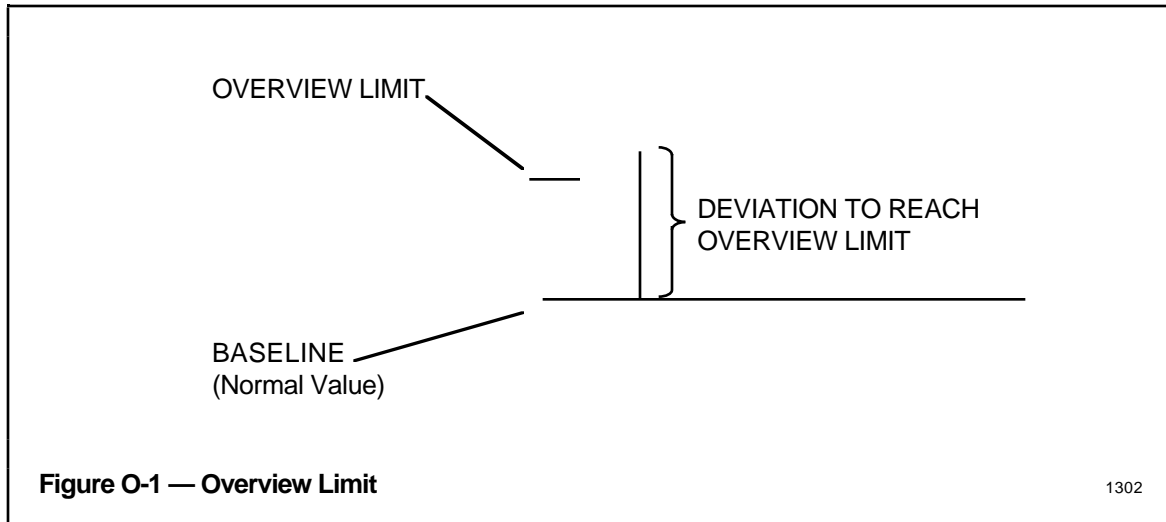 OVERVIEW LIMIT
DEVIATION TO REACH
OVERVIEW LIMIT
BASELINE
(Normal Value)
Figure O-1 — Overview Limit
1302